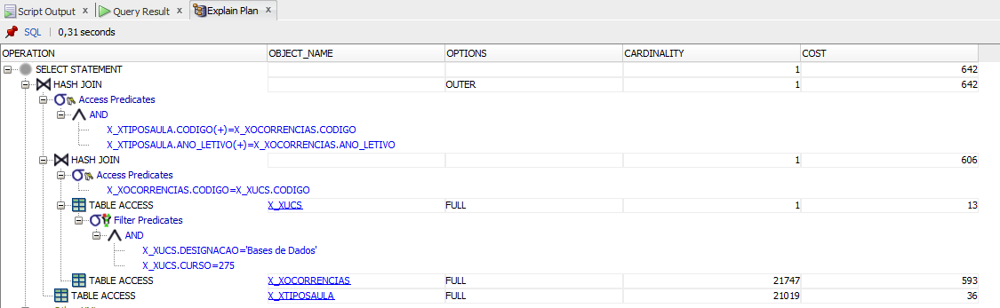 Script Output x Query Result x Explain Plan x
SQL | 0,31 seconds
OPERATION OBJECT_NAME OPTIONS CARDINALITY COST
SELECT STATEMENT 1 642
HASH JOIN OUTER 1 642
Access Predicates
AND
X_XTIPOSAULA.CODIGO(+)=X_XOCORRENCIAS.CODIGO
X_XTIPOSAULA.ANO_LETIVO(+)=X_XOCORRENCIAS.ANO_LETIVO
HASH JOIN 1 606
Access Predicates
X_XOCORRENCIAS.CODIGO=X_XUCS.CODIGO
TABLE ACCESS X_XUCS FULL 1 13
Filter Predicates
AND
X_XUCS.DESIGNACAO='Bases de Dados'
X_XUCS.CURSO=275
TABLE ACCESS X_XOCORRENCIAS FULL 21747 593
TABLE ACCESS X_XTIPOSAULA FULL 21019 36